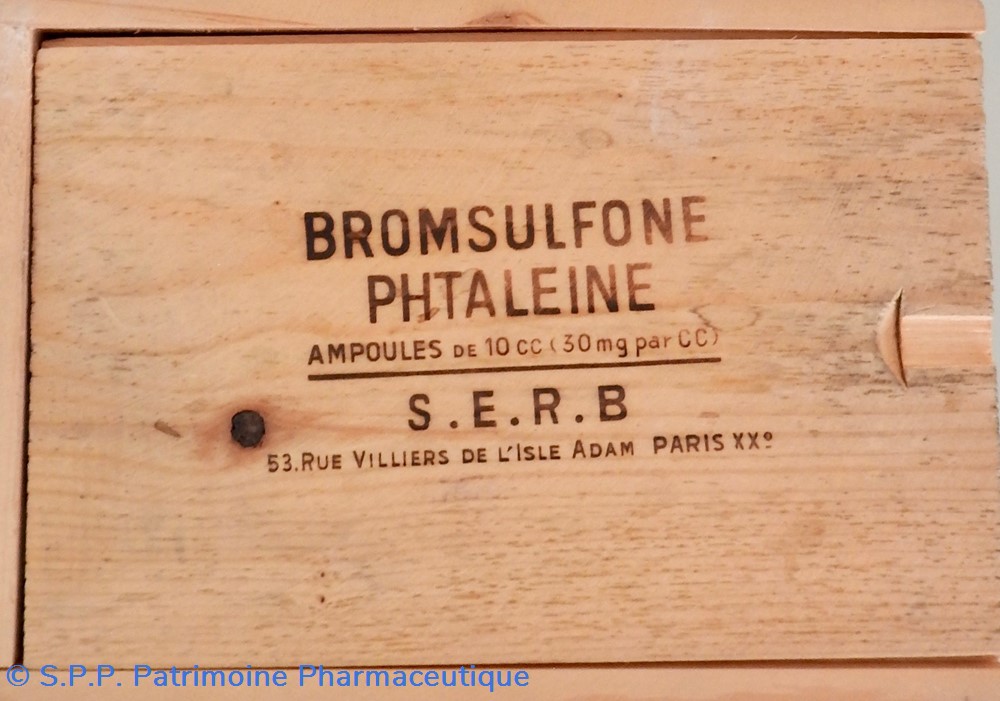 BROMSULFONE
PHTALEINE
AMPOULES DE 10 CC (30 mg par CC)
S.E.R.B
53. RUE VILLIERS DE L'ISLE ADAM PARIS XXº
© S.P.P. Patrimoine Pharmaceutique